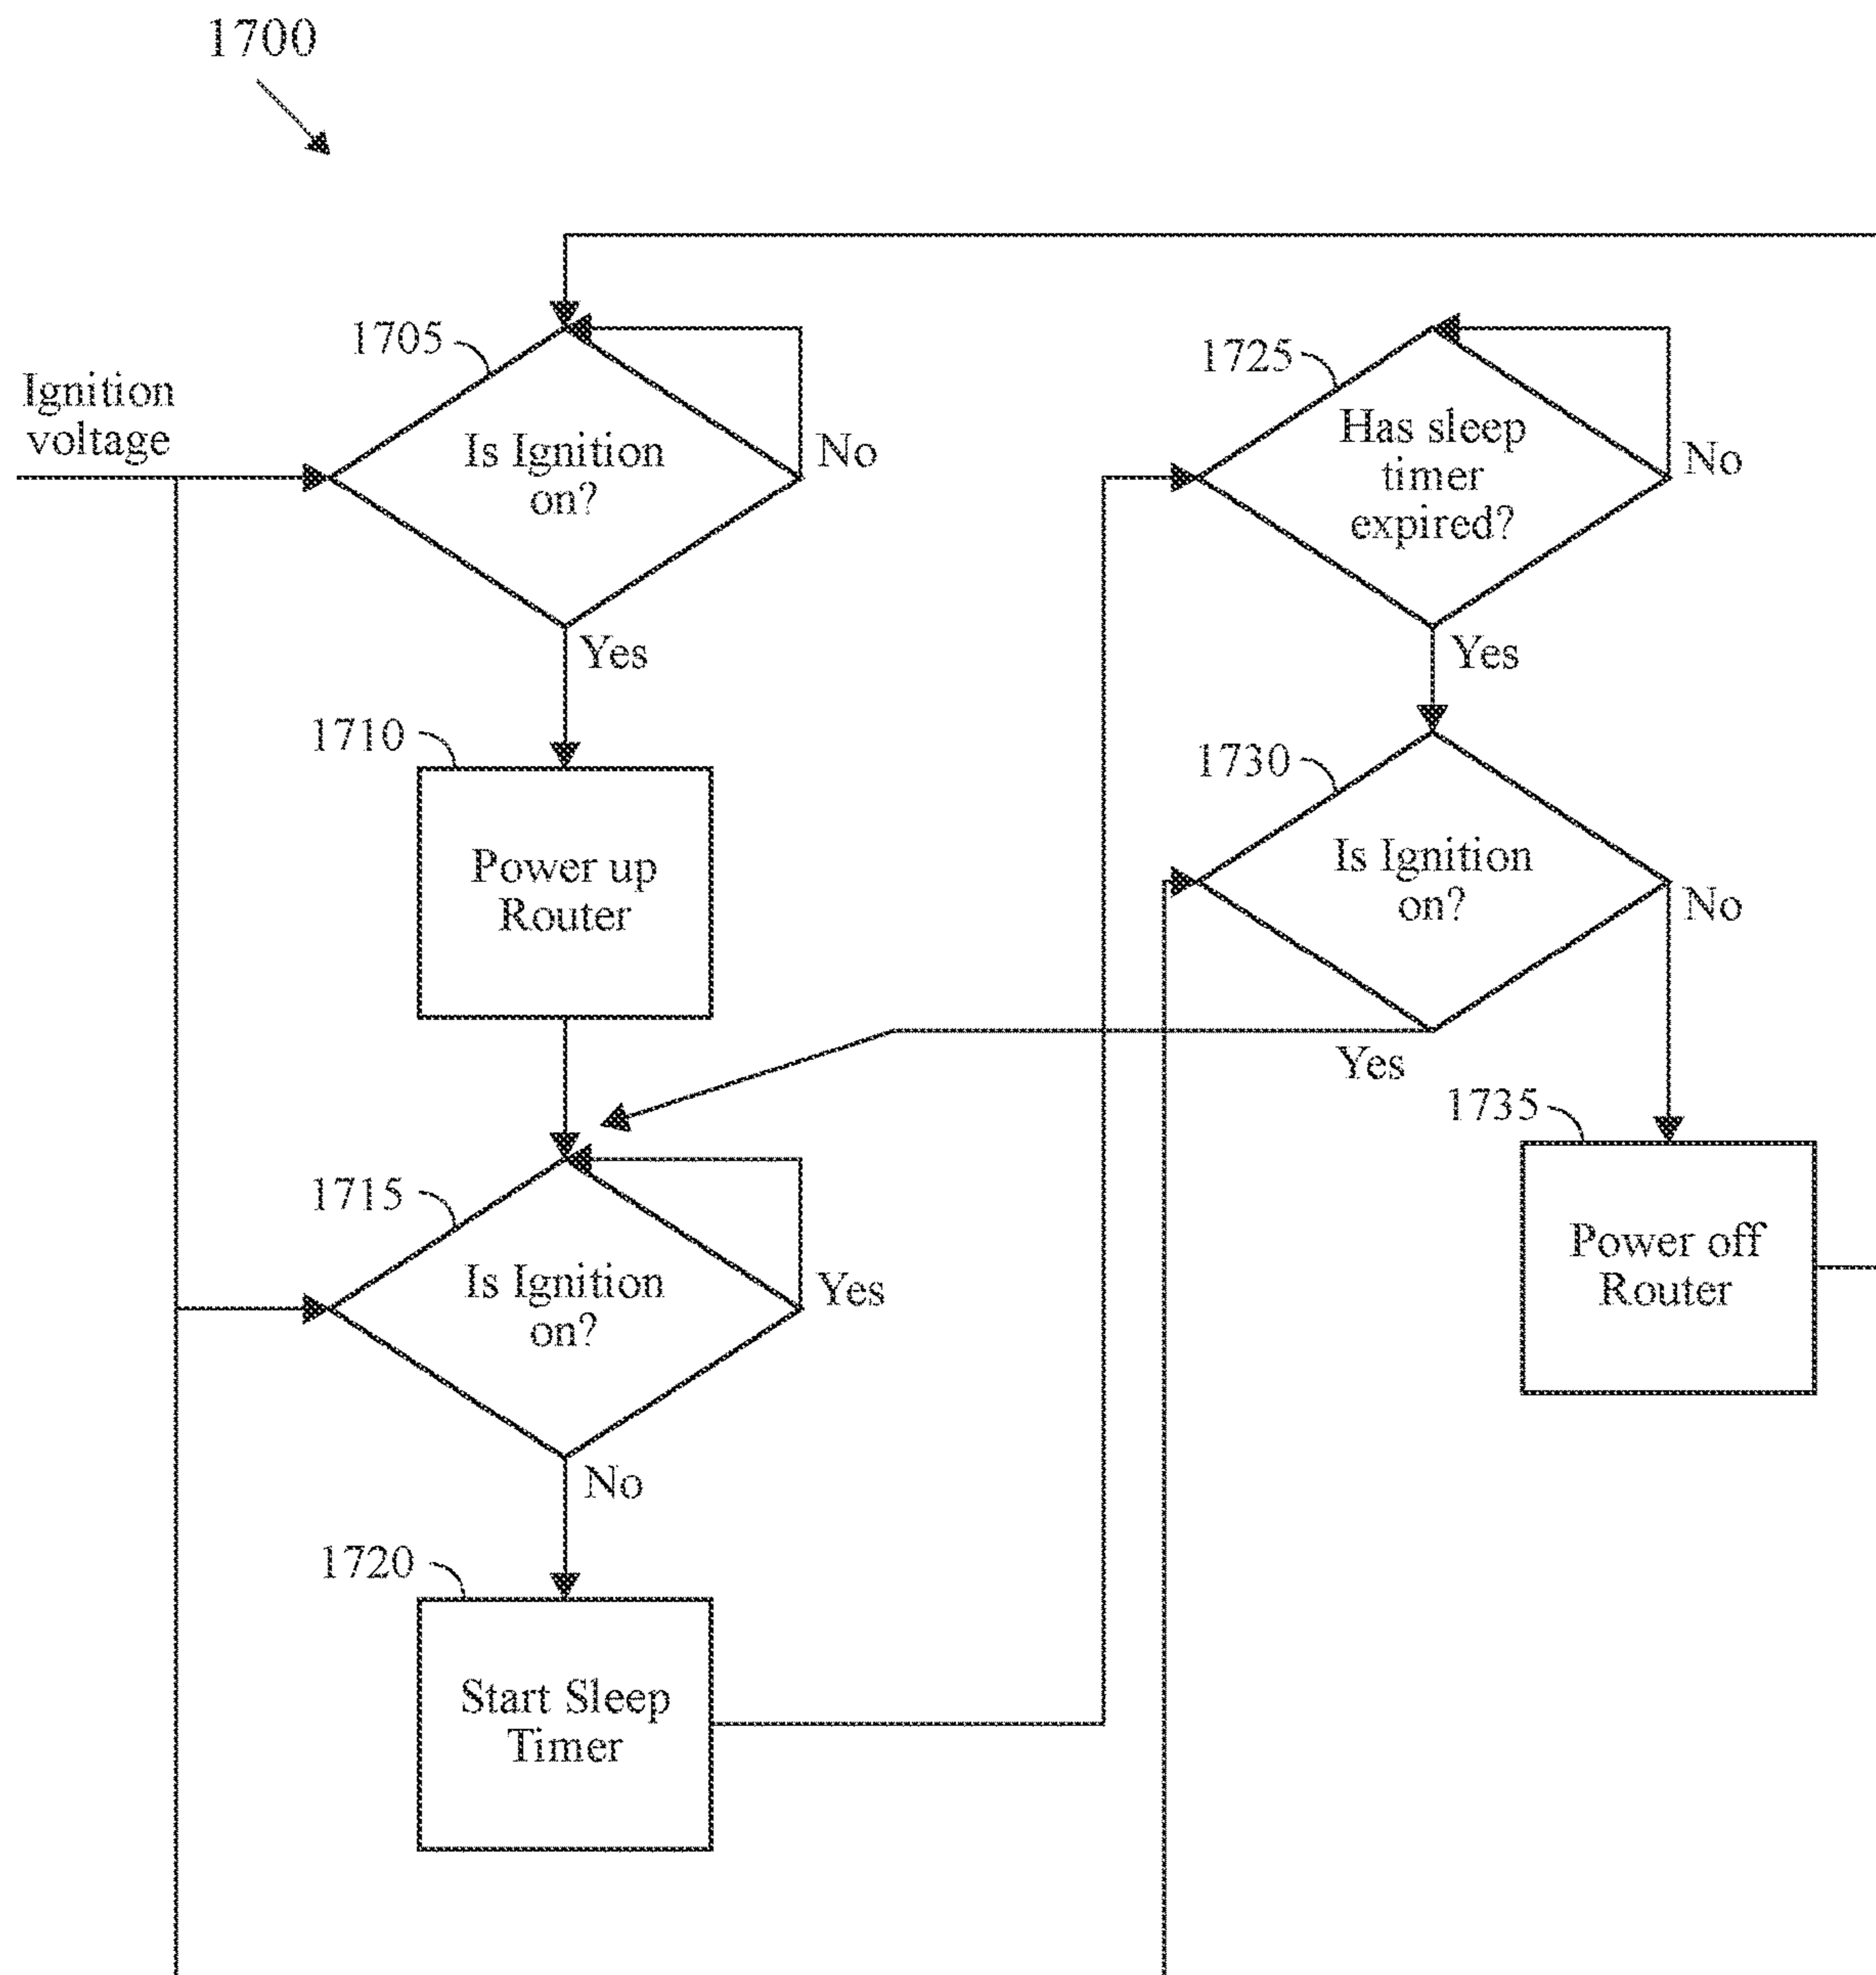 1700
Ignition
voltage
1705
Is Ignition
on?
No
Yes
1710
Power up
Router
1715
Is Ignition
on?
Yes
No
1720
Start Sleep
Timer
1725
Has sleep
timer
expired?
No
Yes
1730
Is Ignition
on?
No
Yes
1735
Power off
Router